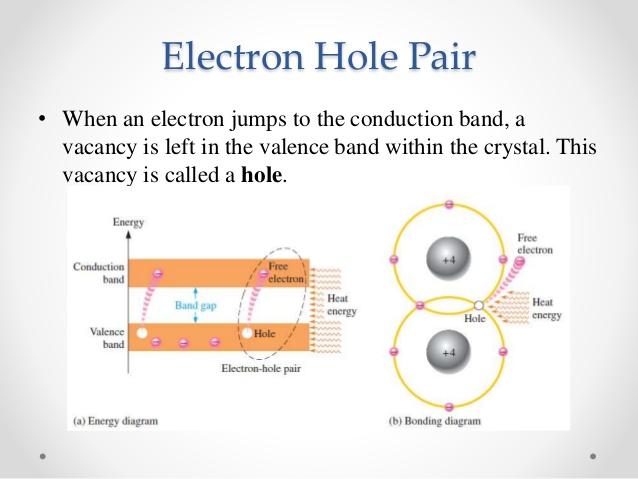 Electron Hole Pair
• When an electron jumps to the conduction band, a
vacancy is left in the valence band within the crystal. This
vacancy is called a hole.
Energy
Conduction
band
Free
electron
Band gap
Heat
energy
Valence
band
Hole
Electron-hole pair
(a) Energy diagram
+4
Free
electron
Hole
Heat
energy
+4
(b) Bonding diagram